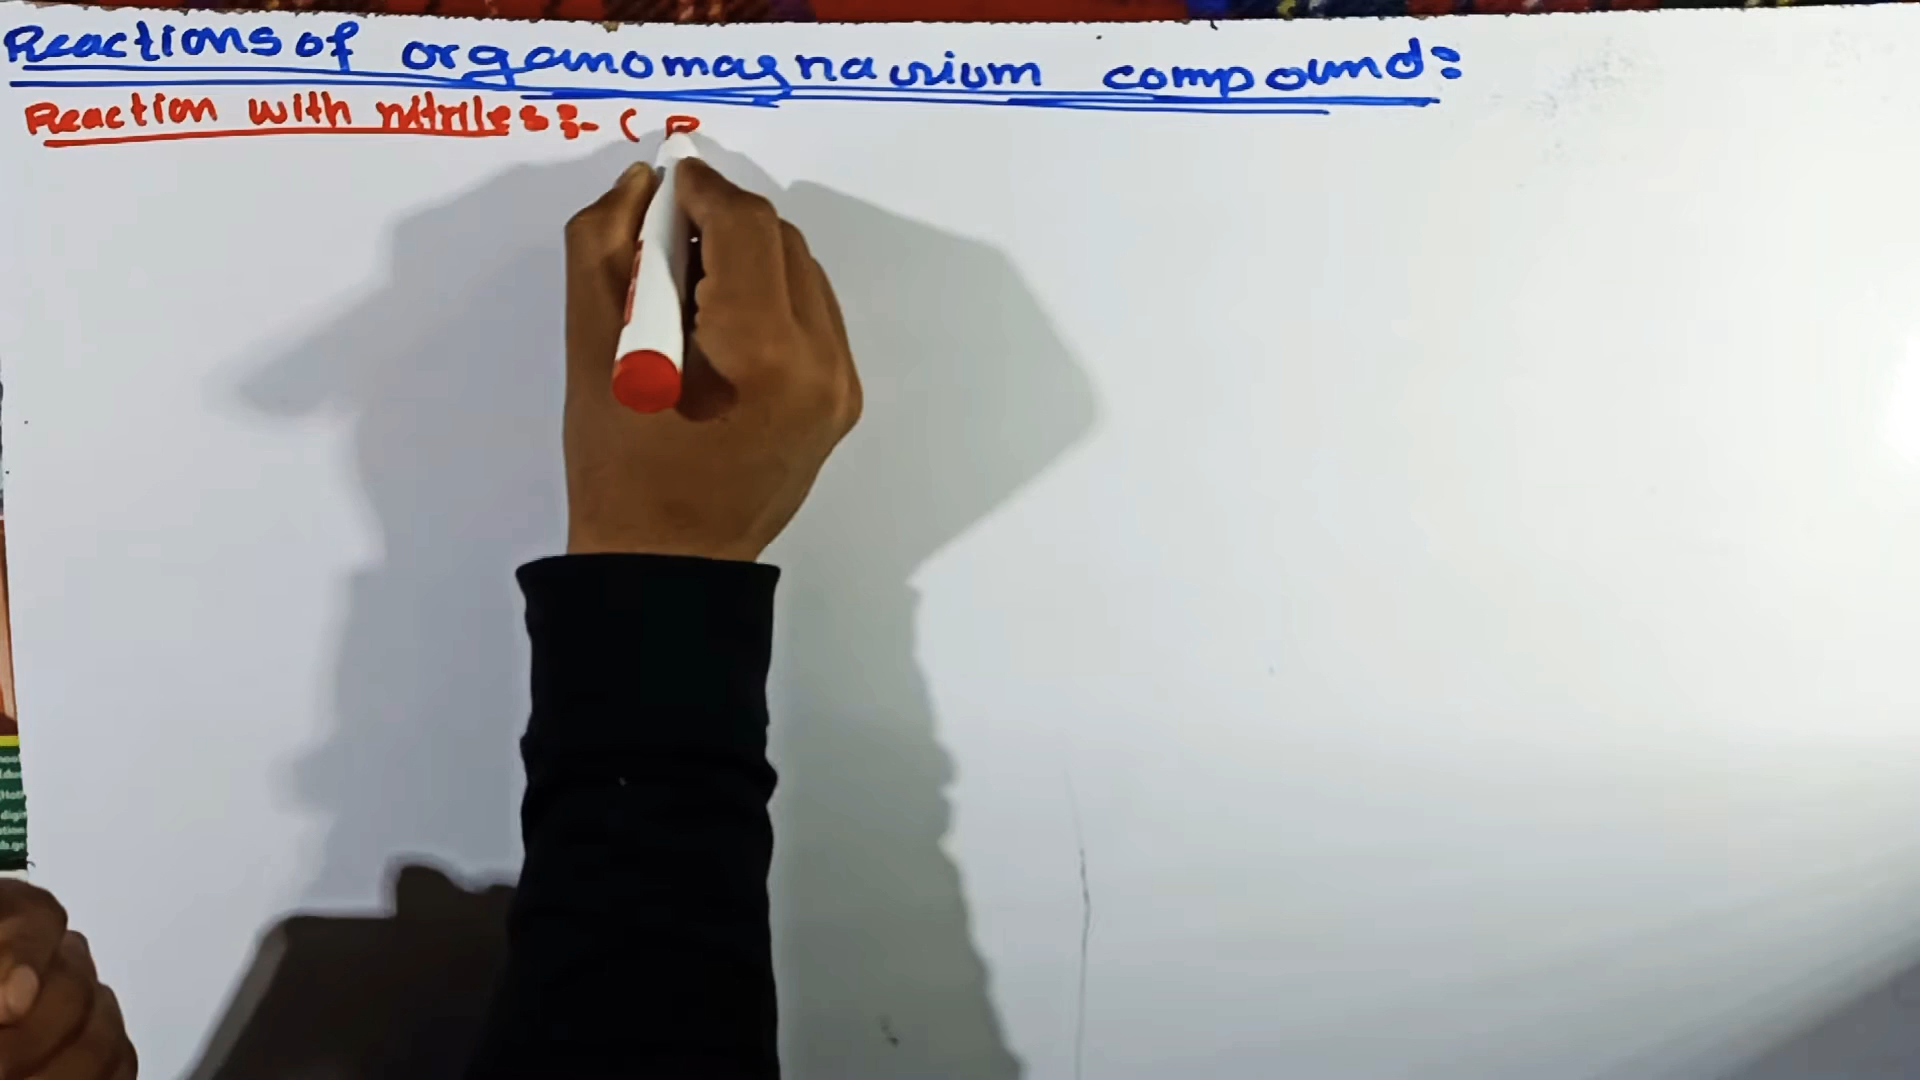 Reactions of organomagnasium compound:
Reaction with nitriles:- ( R